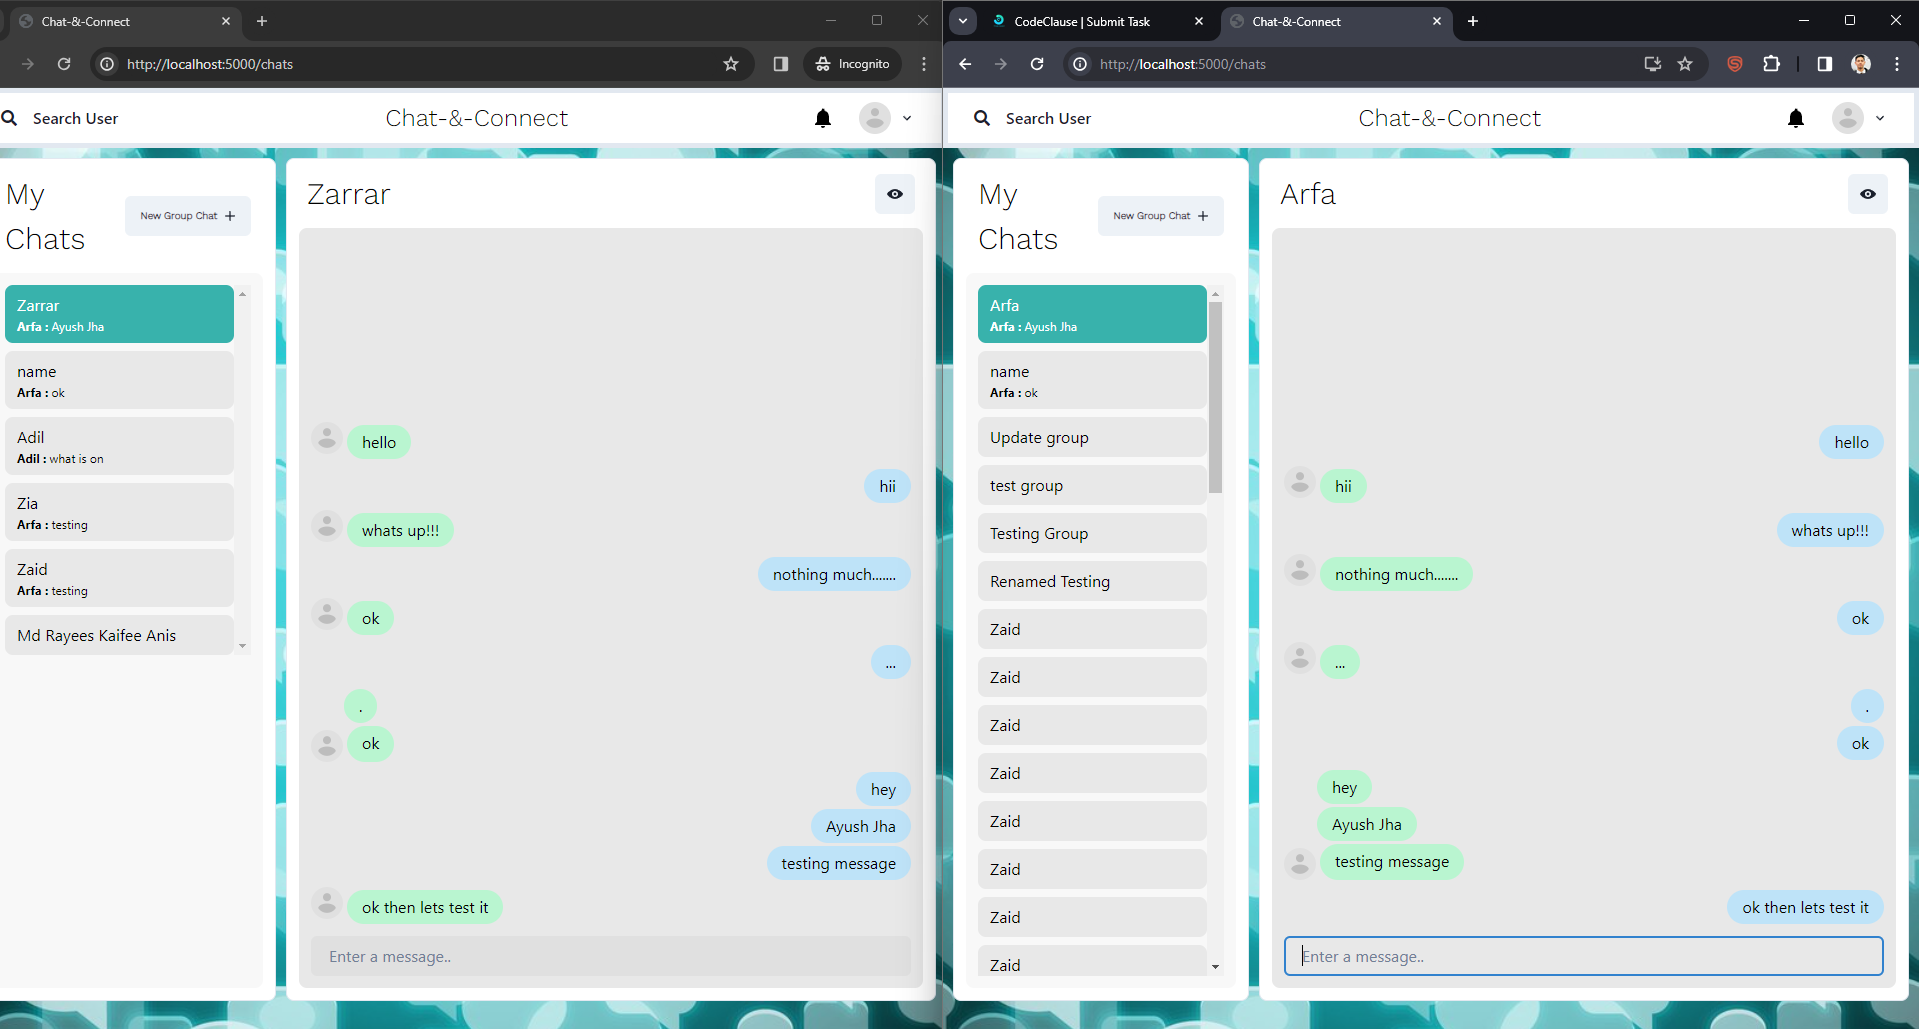 Chat-&-Connect
http://localhost:5000/chats
Incognito
Search User
Chat-&-Connect
My
Chats
New Group Chat +
Zarrar
Arfa : Ayush Jha
name
Arfa : ok
Adil
Adil : what is on
Zia
Arfa : testing
Zaid
Arfa : testing
Md Rayees Kaifee Anis
Zarrar
hello
hii
whats up!!!
nothing much.......
ok
...
.
ok
hey
Ayush Jha
testing message
ok then lets test it
Enter a message..
CodeClause | Submit Task
Chat-&-Connect
http://localhost:5000/chats
Search User
Chat-&-Connect
My
Chats
New Group Chat +
Arfa
Arfa : Ayush Jha
name
Arfa : ok
Update group
test group
Testing Group
Renamed Testing
Zaid
Zaid
Zaid
Zaid
Zaid
Zaid
Zaid
Zaid
Arfa
hello
hii
whats up!!!
nothing much.......
ok
...
.
ok
hey
Ayush Jha
testing message
ok then lets test it
Enter a message..